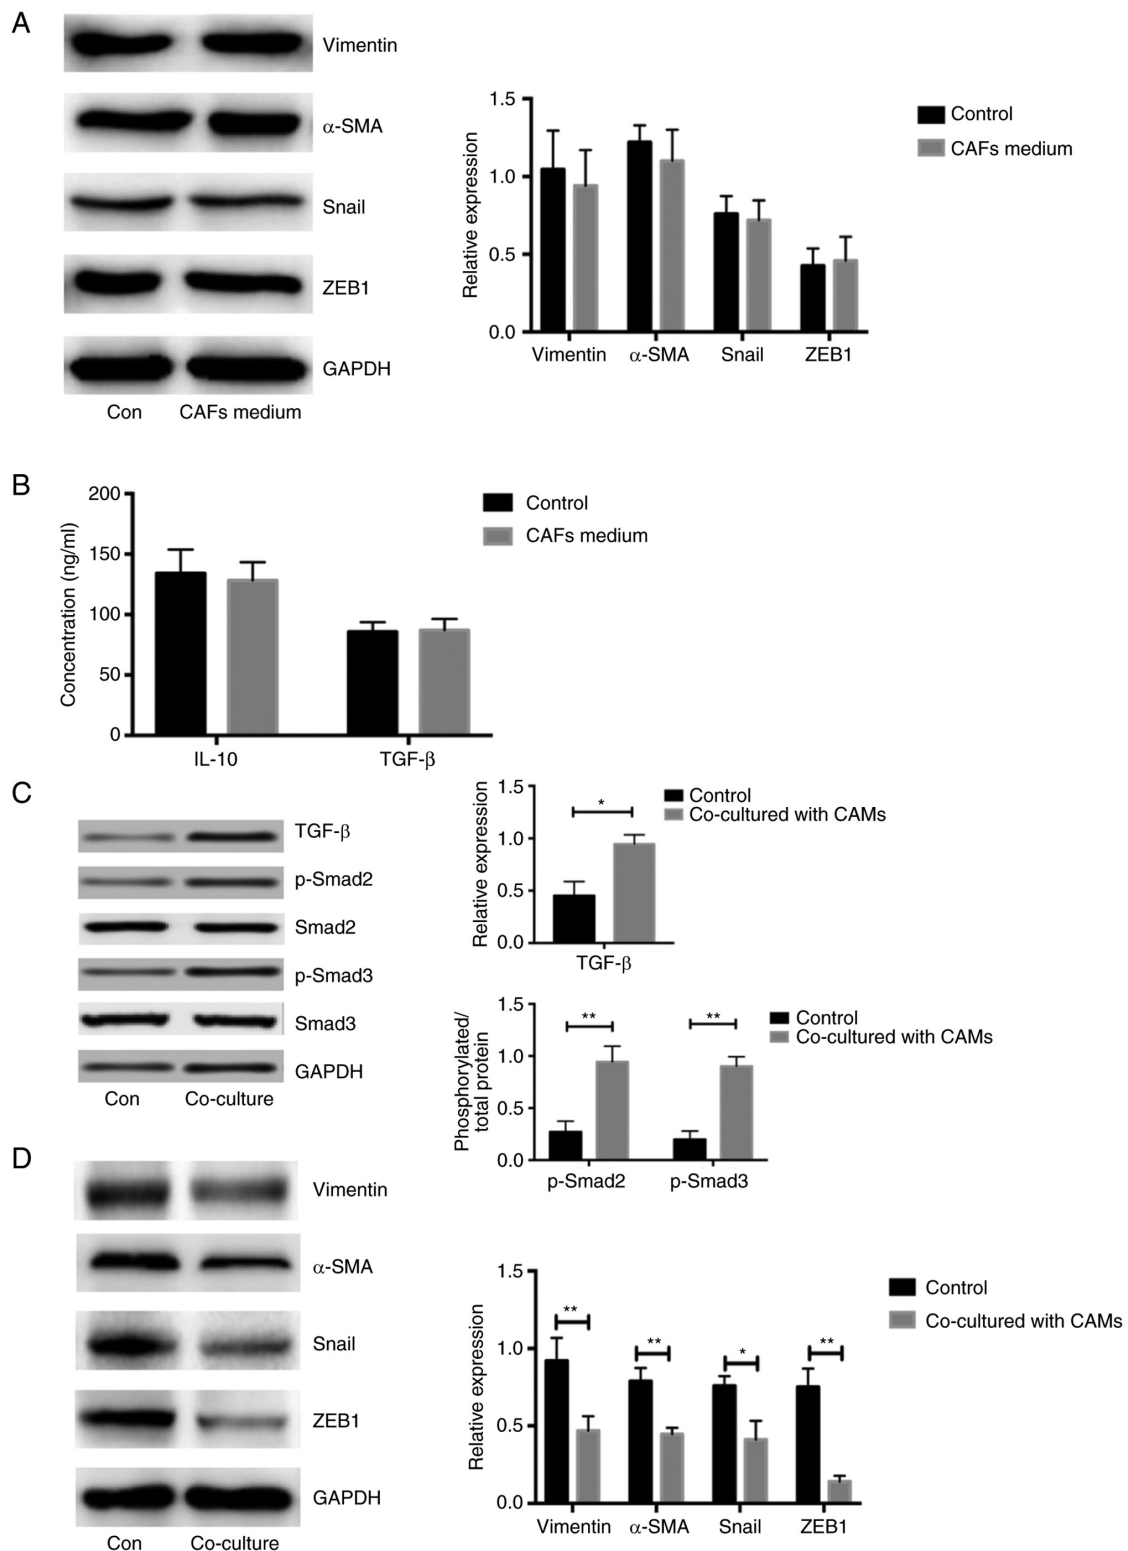 A
Vimentin
α-SMA
Snail
ZEB1
GAPDH
Con CAFs medium
Relative expression
1.5
1.0
0.5
0.0
Vimentin α-SMA Snail ZEB1
Control
CAFs medium
B
Concentration (ng/ml)
200
150
100
50
0
IL-10 TGF-β
Control
CAFs medium
C
TGF-β
p-Smad2
Smad2
p-Smad3
Smad3
GAPDH
Con Co-culture
Relative expression
1.5
1.0
0.5
0.0
*
TGF-β
Control
Co-cultured with CAMs
Phosphorylated/
total protein
1.5
1.0
0.5
0.0
** **
p-Smad2 p-Smad3
Control
Co-cultured with CAMs
D
Vimentin
α-SMA
Snail
ZEB1
GAPDH
Con Co-culture
Relative expression
1.5
1.0
0.5
0.0
** ** * **
Vimentin α-SMA Snail ZEB1
Control
Co-cultured with CAMs